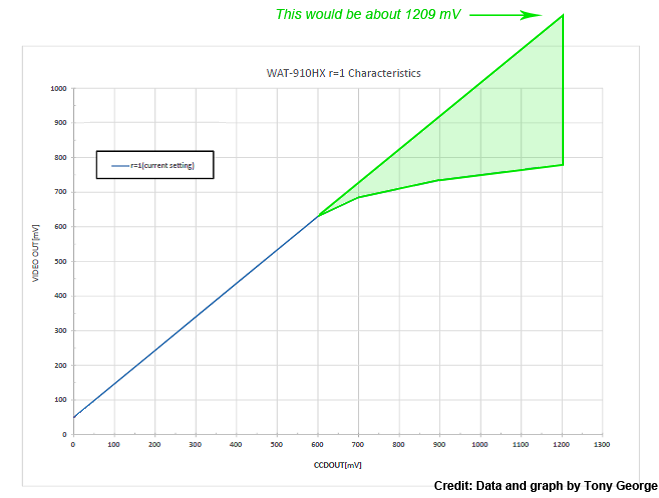 This would be about 1209 mV
WAT-910HX r=1 Characteristics
1000
900
800
700
600
500
400
300
200
100
0
r=1(current setting)
VIDEO OUT[mV]
0 100 200 300 400 500 600 700 800 900 1000 1100 1200 1300
CCDOUT[mV]
Credit: Data and graph by Tony George